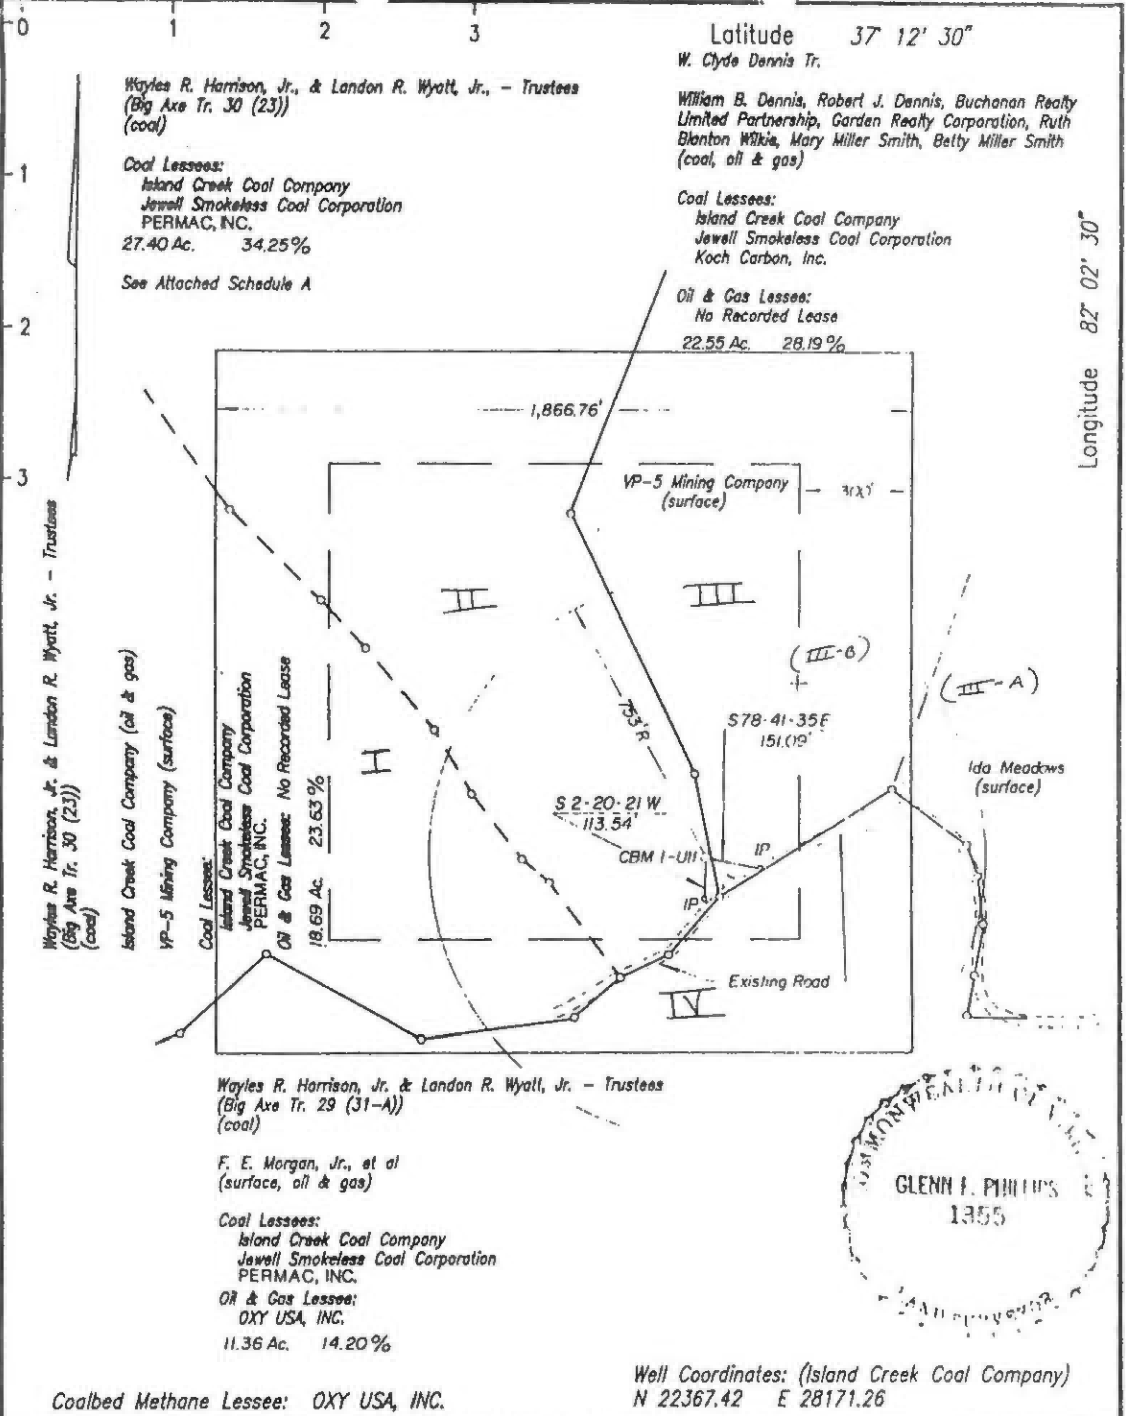 0
1
2
3
Latitude 37° 12' 30"
W. Clyde Dennis Tr.
William B. Dennis, Robert J. Dennis, Buchanan Realty
Limited Partnership, Garden Realty Corporation, Ruth
Blanton Wilkie, Mary Miller Smith, Betty Miller Smith
(coal, oil & gas)
Coal Lessees:
Island Creek Coal Company
Jewell Smokeless Coal Corporation
Koch Carbon, Inc.
Oil & Gas Lessee:
No Recorded Lease
22.55 Ac. 28.19%
Wayles R. Harrison, Jr., & Landon R. Wyatt, Jr., - Trustees
(Big Axe Tr. 30 (23))
(coal)
Coal Lessees:
Island Creek Coal Company
Jewell Smokeless Coal Corporation
PERMAC, INC.
27.40 Ac. 34.25%
See Attached Schedule A
1
2
3
Longitude 82° 02' 30"
1,866.76'
VP-5 Mining Company
(surface)
300'
II
III
(III-B)
(III-A)
I
753'R
S78-41-35E
151.09'
Ida Meadows
(surface)
S 2-20-21 W
113.54'
CBM I-U11
IP
IP
Existing Road
IV
Wayles R. Harrison, Jr. & Landon R. Wyatt, Jr. - Trustees
(Big Axe Tr. 30 (23))
(coal)
Island Creek Coal Company (oil & gas)
VP-5 Mining Company (surface)
Coal Lessee:
Island Creek Coal Company
Jewell Smokeless Coal Corporation
PERMAC, INC.
Oil & Gas Lessee: No Recorded Lease
18.69 Ac. 23.63%
Wayles R. Harrison, Jr. & Landon R. Wyatt, Jr. - Trustees
(Big Axe Tr. 29 (31-A))
(coal)
F. E. Morgan, Jr., et al
(surface, oil & gas)
Coal Lessees:
Island Creek Coal Company
Jewell Smokeless Coal Corporation
PERMAC, INC.
Oil & Gas Lessee:
OXY USA, INC.
11.36 Ac. 14.20%
GLENN F. PHILLIPS
1355
Coalbed Methane Lessee: OXY USA, INC.
Well Coordinates: (Island Creek Coal Company)
N 22367.42 E 28171.26